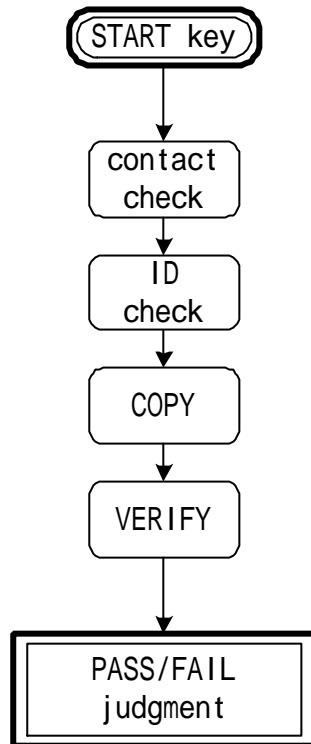 START key
contact
check
ID
check
COPY
VERIFY
PASS/FAIL
judgment